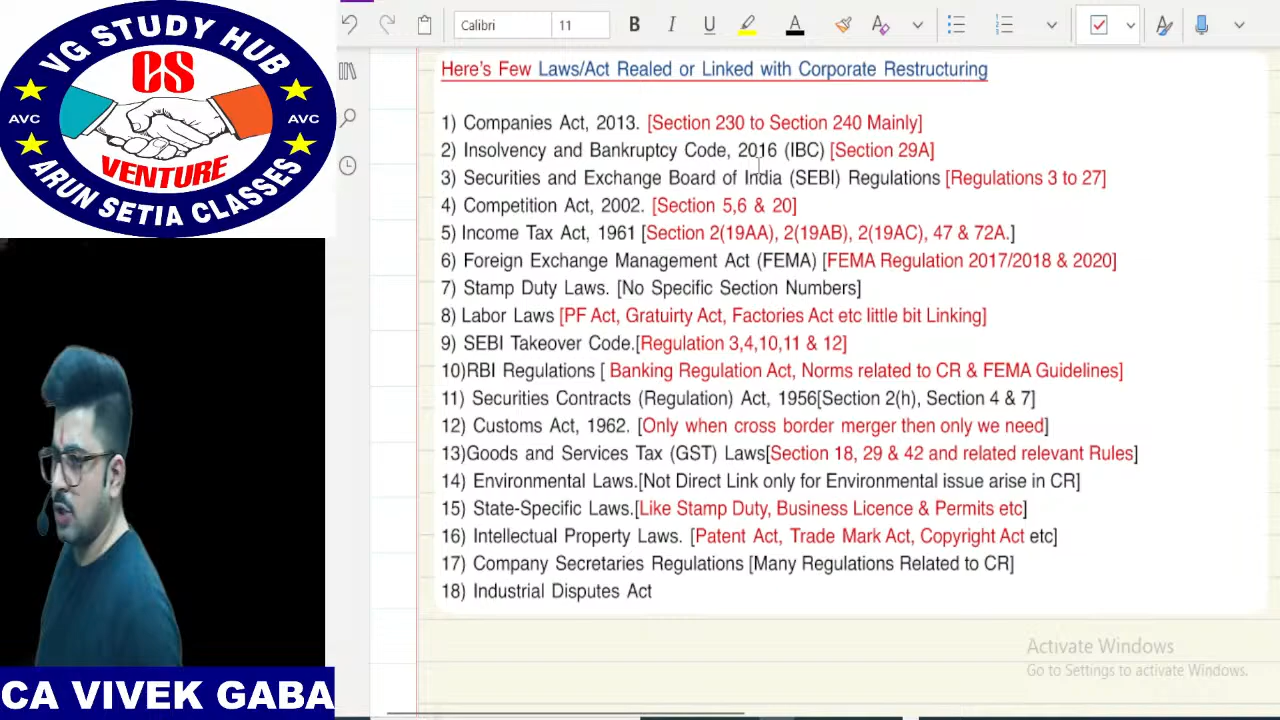 VG STUDY HUB
CS
AVC
AVC
VENTURE
ARUN SETIA CLASSES
CA VIVEK GABA
Calibri
11
B
I
U
A
A
Here's Few Laws/Act Realed or Linked with Corporate Restructuring
1) Companies Act, 2013. [Section 230 to Section 240 Mainly]
2) Insolvency and Bankruptcy Code, 2016 (IBC) [Section 29A]
3) Securities and Exchange Board of India (SEBI) Regulations [Regulations 3 to 27]
4) Competition Act, 2002. [Section 5,6 & 20]
5) Income Tax Act, 1961 [Section 2(19AA), 2(19AB), 2(19AC), 47 & 72A.]
6) Foreign Exchange Management Act (FEMA) [FEMA Regulation 2017/2018 & 2020]
7) Stamp Duty Laws. [No Specific Section Numbers]
8) Labor Laws [PF Act, Gratuirty Act, Factories Act etc little bit Linking]
9) SEBI Takeover Code.[Regulation 3,4,10,11 & 12]
10)RBI Regulations [ Banking Regulation Act, Norms related to CR & FEMA Guidelines]
11) Securities Contracts (Regulation) Act, 1956[Section 2(h), Section 4 & 7]
12) Customs Act, 1962. [Only when cross border merger then only we need]
13)Goods and Services Tax (GST) Laws[Section 18, 29 & 42 and related relevant Rules]
14) Environmental Laws.[Not Direct Link only for Environmental issue arise in CR]
15) State-Specific Laws.[Like Stamp Duty, Business Licence & Permits etc]
16) Intellectual Property Laws. [Patent Act, Trade Mark Act, Copyright Act etc]
17) Company Secretaries Regulations [Many Regulations Related to CR]
18) Industrial Disputes Act
Activate Windows
Go to Settings to activate Windows.